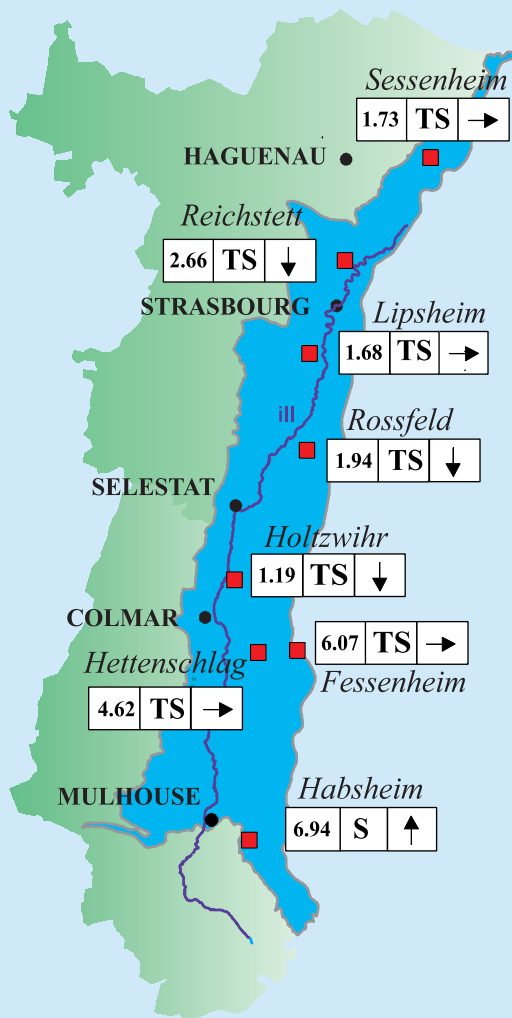 Sessenheim
1.73 TS →
HAGUENAU
Reichstett
2.66 TS ↓
STRASBOURG
Lipsheim
1.68 TS →
ill
Rossfeld
1.94 TS ↓
SELESTAT
Holtzwihr
1.19 TS ↓
COLMAR
6.07 TS →
Hettenschlag
Fessenheim
4.62 TS →
Habsheim
MULHOUSE
6.94 S ↑